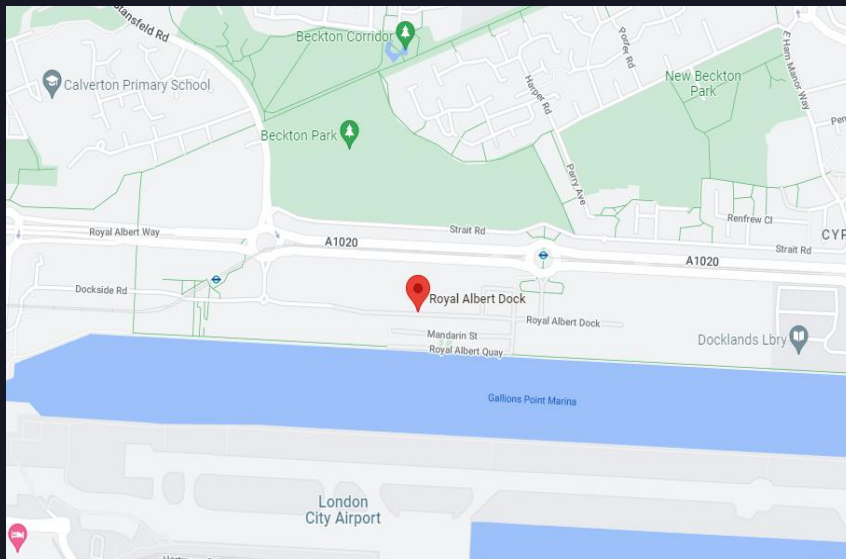 stansfeld Rd
Beckton Corridor
Porter Rd
E Ham Manor Way
Calverton Primary School
Harper Rd
New Beckton
Park
Beckton Park
Parry Ave
Renfrew Cl
Royal Albert Way
A1020
Strait Rd
CYP
Strait Rd
A1020
Dockside Rd
Royal Albert Dock
Royal Albert Dock
Mandarin St
Royal Albert Quay
Docklands Lbry
Gallions Point Marina
London
City Airport